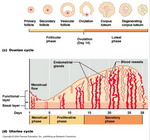 Primary follicle
Secondary follicle
Vesicular follicle
Ovulation
Corpus luteum
Degenerating corpus luteum
Follicular phase
Ovulation (Day 14)
Luteal phase
(c) Ovarian cycle
Endometrial glands
Blood vessels
Menstrual flow
Functional layer
Basal layer
Days
Menstrual phase
Proliferative phase
Secretory phase
(d) Uterine cycle